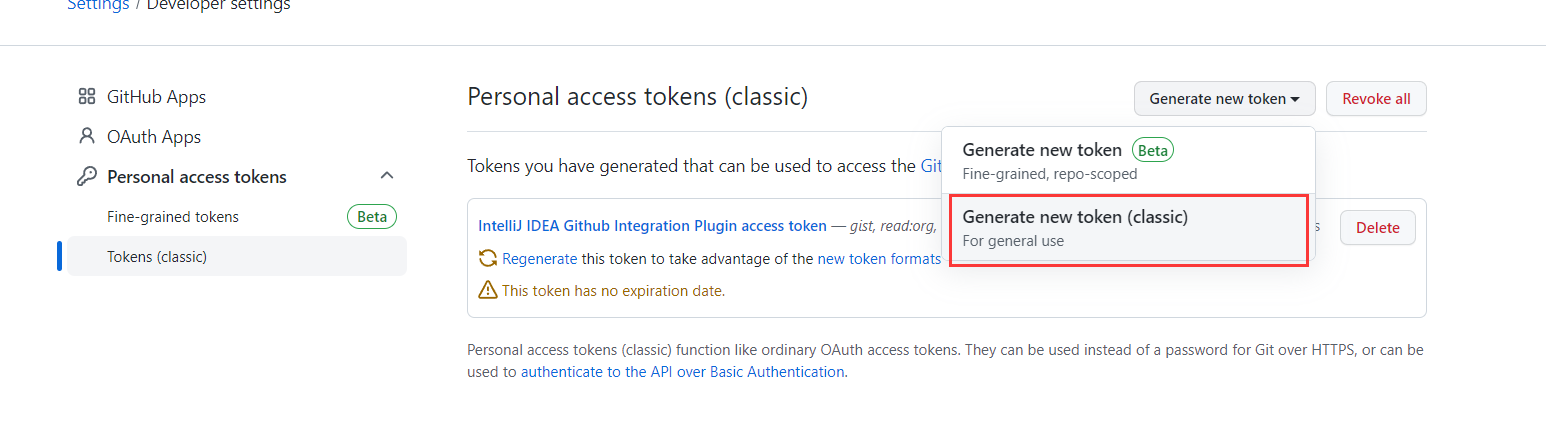 Settings / Developer settings
GitHub Apps
OAuth Apps
Personal access tokens
Fine-grained tokens Beta
Tokens (classic)
Personal access tokens (classic)
Generate new token
Revoke all
Generate new token Beta
Fine-grained, repo-scoped
Generate new token (classic)
For general use
Tokens you have generated that can be used to access the Git
IntelliJ IDEA Github Integration Plugin access token — gist, read:org,
Delete
Regenerate this token to take advantage of the new token formats
This token has no expiration date.
Personal access tokens (classic) function like ordinary OAuth access tokens. They can be used instead of a password for Git over HTTPS, or can be
used to authenticate to the API over Basic Authentication.